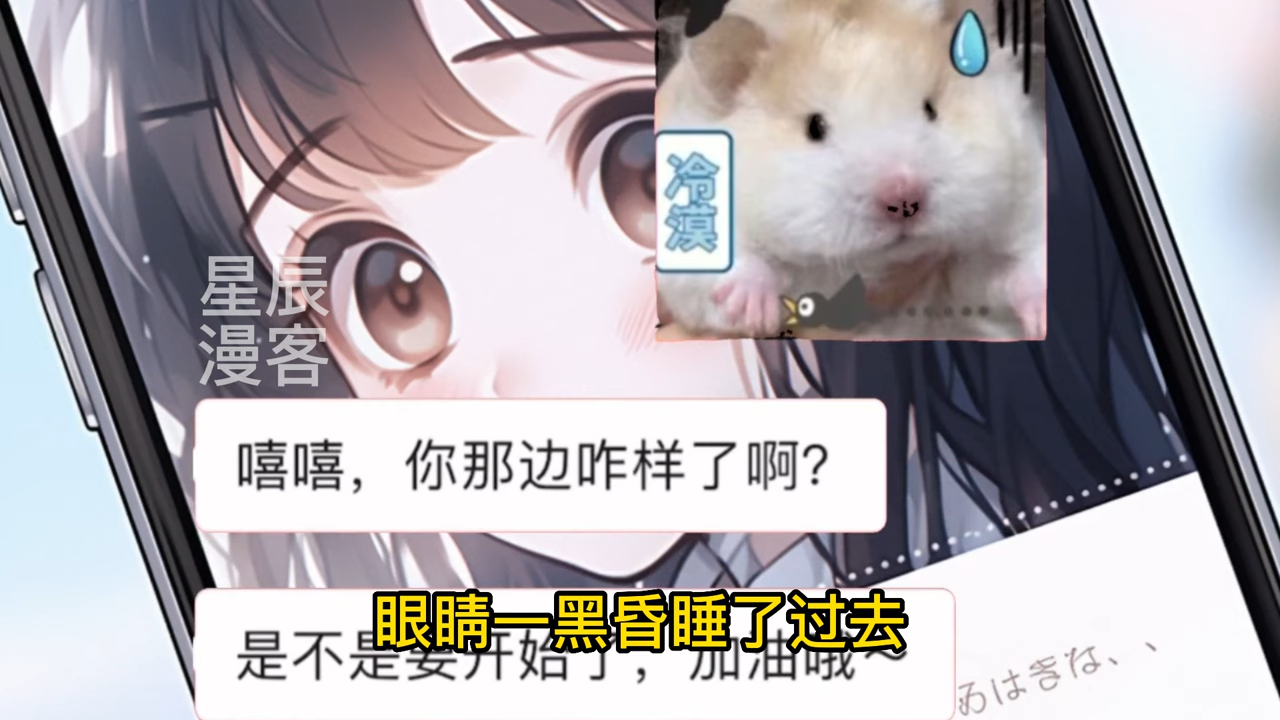 冷漠
星辰
漫客
嘻嘻，你那边咋样了啊？
眼睛一黑昏睡了过去
是不是要开始了，加油哦～